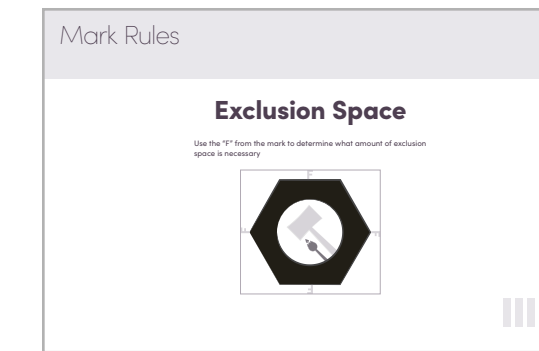 Mark Rules
Exclusion Space
Use the "F" from the mark to determine what amount of exclusion
space is necessary
F
F
F
F